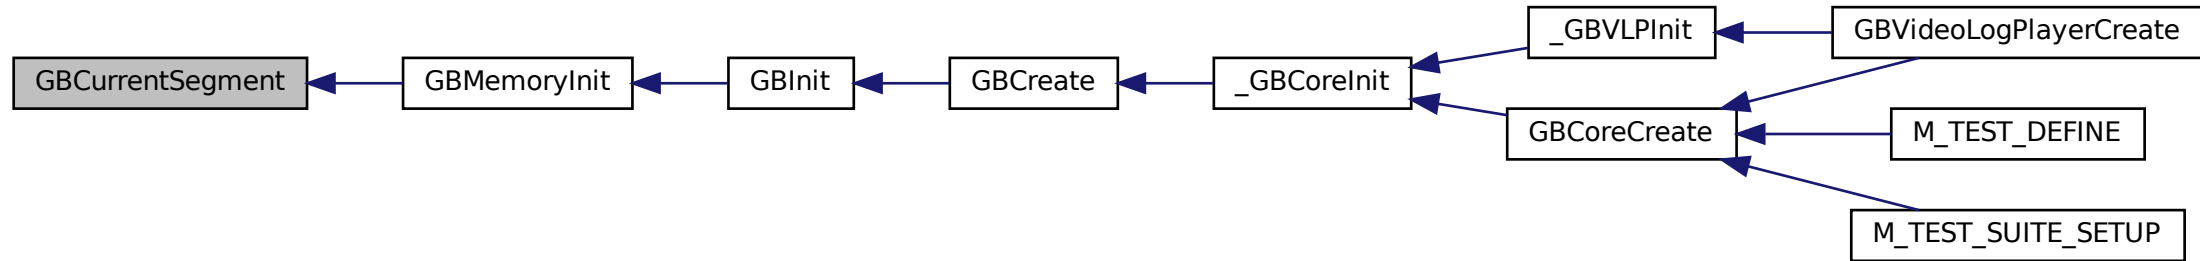 GBCurrentSegment
GBMemoryInit
GBInit
GBCreate
_GBCoreInit
_GBVLPInit
GBVideoLogPlayerCreate
GBCoreCreate
M_TEST_DEFINE
M_TEST_SUITE_SETUP